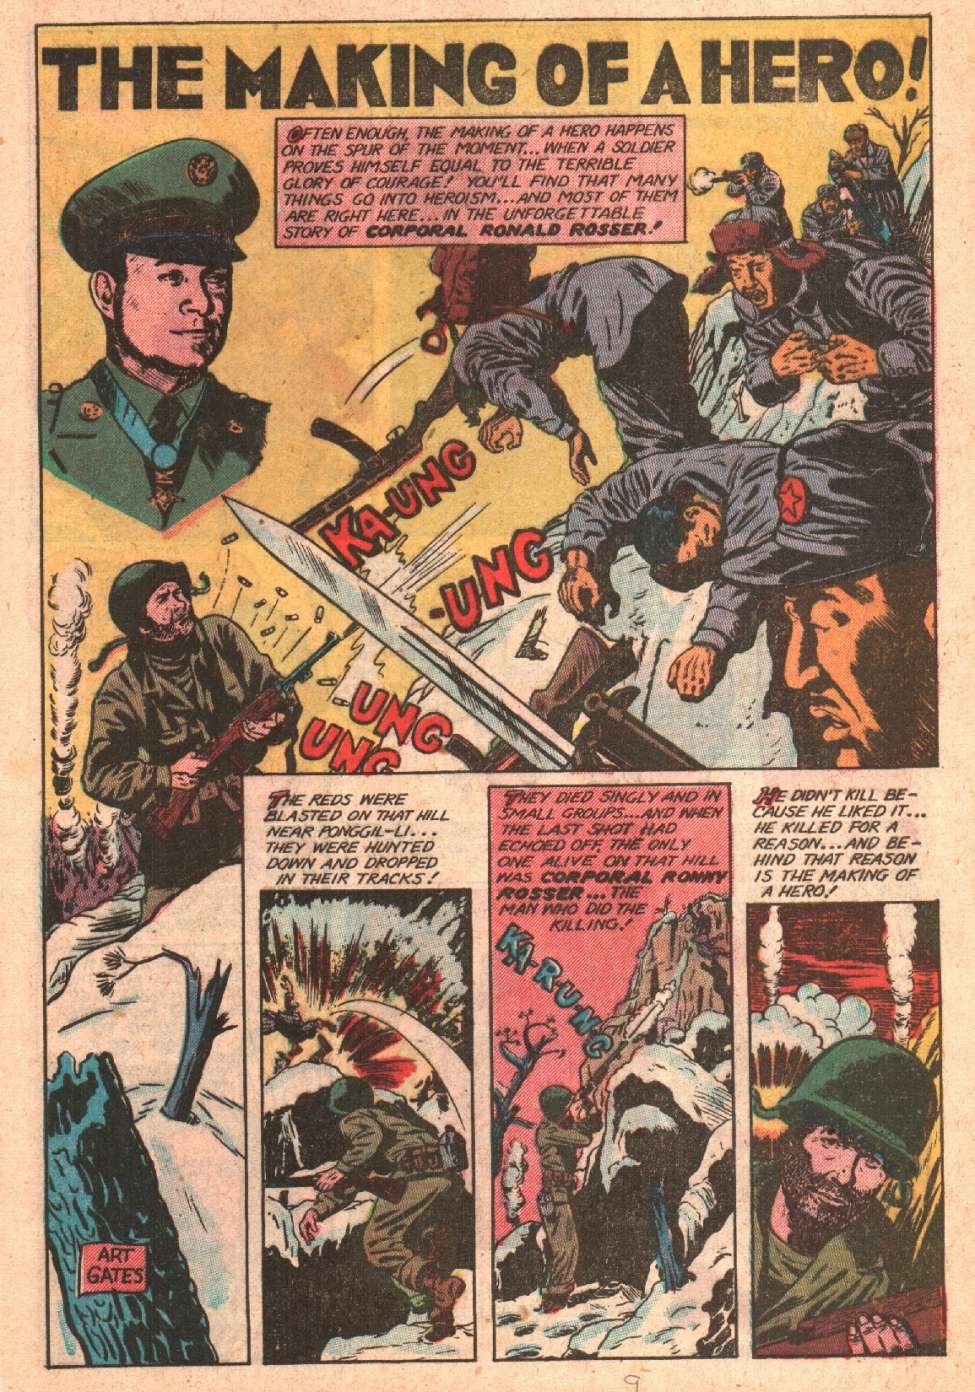 THE MAKING OF A HERO!
OFTEN ENOUGH, THE MAKING OF A HERO HAPPENS
ON THE SPUR OF THE MOMENT... WHEN A SOLDIER
PROVES HIMSELF EQUAL TO THE TERRIBLE
GLORY OF COURAGE! YOU'LL FIND THAT MANY
THINGS GO INTO HEROISM... AND MOST OF THEM
ARE RIGHT HERE... IN THE UNFORGETTABLE
STORY OF CORPORAL RONALD ROSSER!
KA-UNG
-UNG
UNG
UNG
THE REDS WERE
BLASTED ON THAT HILL
NEAR PONGGIL-LI...
THEY WERE HUNTED
DOWN AND DROPPED
IN THEIR TRACKS!
THEY DIED SINGLY AND IN
SMALL GROUPS...AND WHEN
THE LAST SHOT HAD
ECHOED OFF, THE ONLY
ONE ALIVE ON THAT HILL
WAS CORPORAL RONNY
ROSSER... THE
MAN WHO DID THE
KILLING!
KA-R-U-N-G
HE DIDN'T KILL BE-
CAUSE HE LIKED IT...
HE KILLED FOR A
REASON...AND BE-
HIND THAT REASON
IS THE MAKING OF
A HERO!
ART
GATES
9